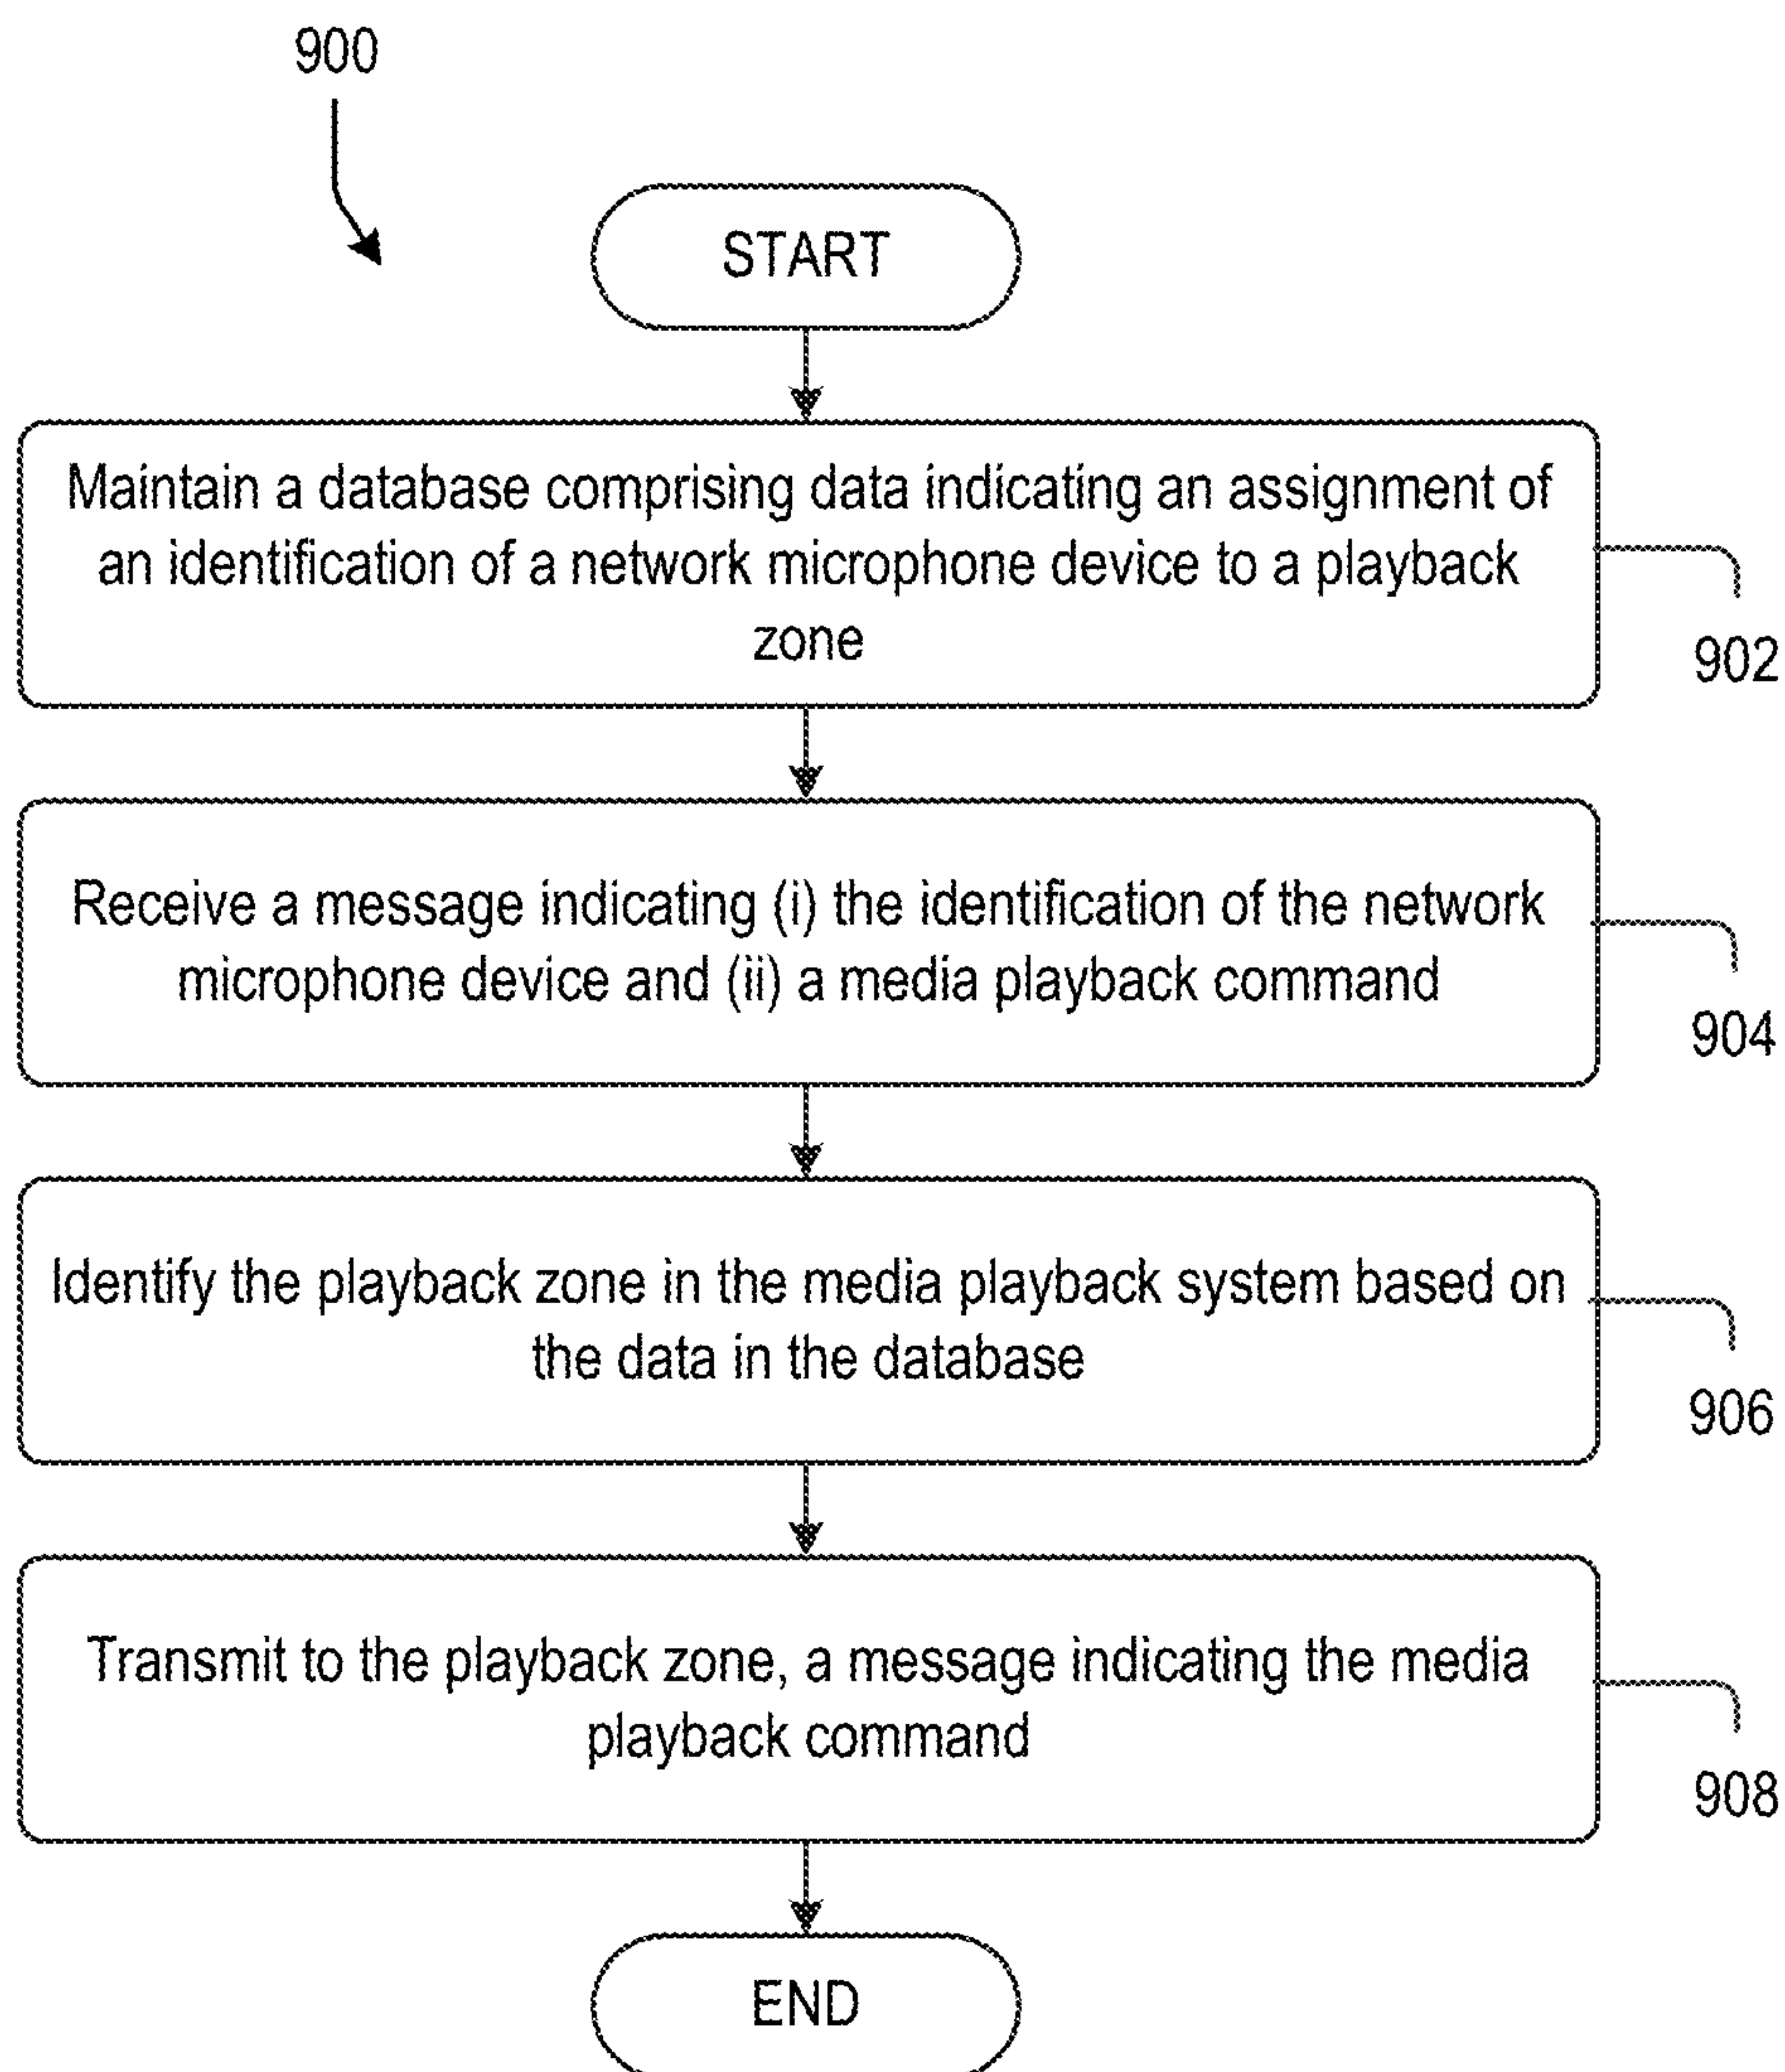 900
START
Maintain a database comprising data indicating an assignment of
an identification of a network microphone device to a playback
zone
902
Receive a message indicating (i) the identification of the network
microphone device and (ii) a media playback command
904
Identify the playback zone in the media playback system based on
the data in the database
906
Transmit to the playback zone, a message indicating the media
playback command
908
END